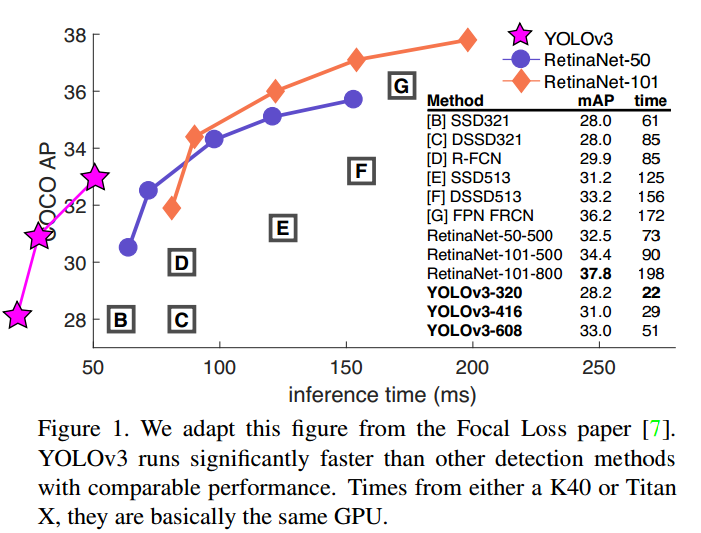 38
36
34
32
30
28
COCO AP
50
100
150
200
250
inference time (ms)
B
C
D
E
F
G
YOLOv3
RetinaNet-50
RetinaNet-101
Method mAP time
[B] SSD321 28.0 61
[C] DSSD321 28.0 85
[D] R-FCN 29.9 85
[E] SSD513 31.2 125
[F] DSSD513 33.2 156
[G] FPN FRCN 36.2 172
RetinaNet-50-500 32.5 73
RetinaNet-101-500 34.4 90
RetinaNet-101-800 37.8 198
YOLOv3-320 28.2 22
YOLOv3-416 31.0 29
YOLOv3-608 33.0 51
Figure 1. We adapt this figure from the Focal Loss paper [7].
YOLOv3 runs significantly faster than other detection methods
with comparable performance. Times from either a K40 or Titan
X, they are basically the same GPU.